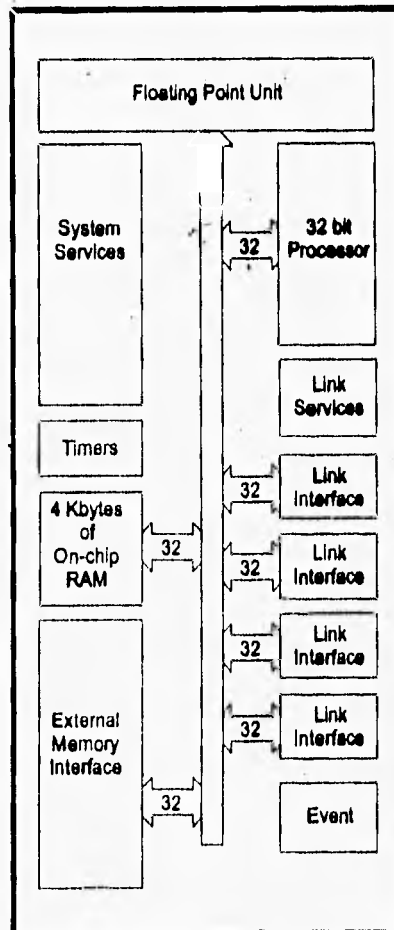 Floating Point Unit
System
Services
32
32 bit
Processor
Link
Services
Timers
32
Link
Interface
4 Kbytes
of
On-chip
RAM
32
32
Link
Interface
32
Link
Interface
External
Memory
Interface
32
Link
Interface
32
Event